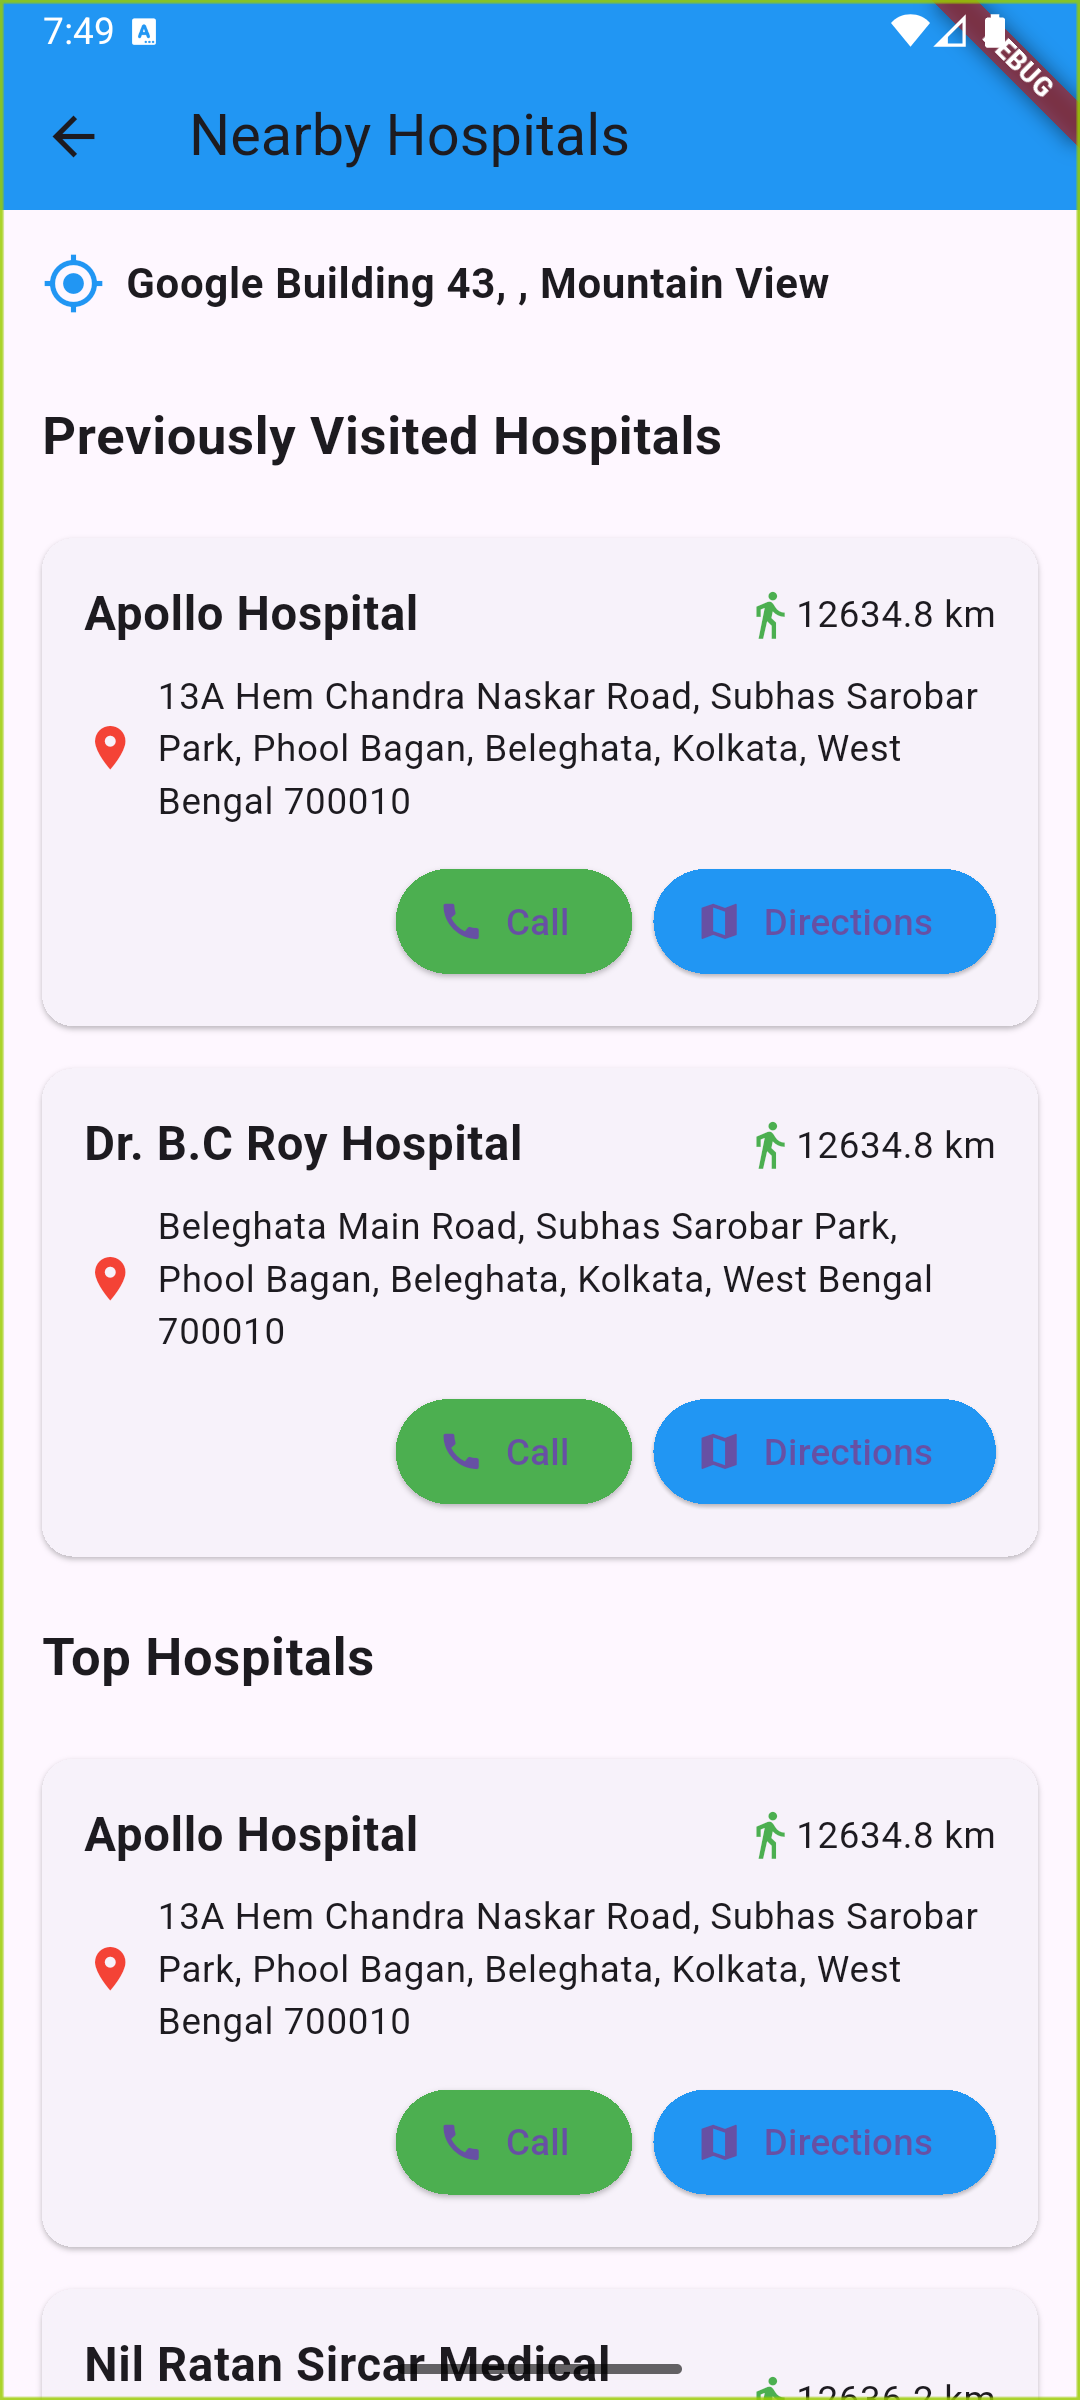 7:49
DEBUG
Nearby Hospitals
Google Building 43, , Mountain View
Previously Visited Hospitals
Apollo Hospital 12634.8 km
13A Hem Chandra Naskar Road, Subhas Sarobar
Park, Phool Bagan, Beleghata, Kolkata, West
Bengal 700010
Call Directions
Dr. B.C Roy Hospital 12634.8 km
Beleghata Main Road, Subhas Sarobar Park,
Phool Bagan, Beleghata, Kolkata, West Bengal
700010
Call Directions
Top Hospitals
Apollo Hospital 12634.8 km
13A Hem Chandra Naskar Road, Subhas Sarobar
Park, Phool Bagan, Beleghata, Kolkata, West
Bengal 700010
Call Directions
Nil Ratan Sircar Medical
12636.2 km